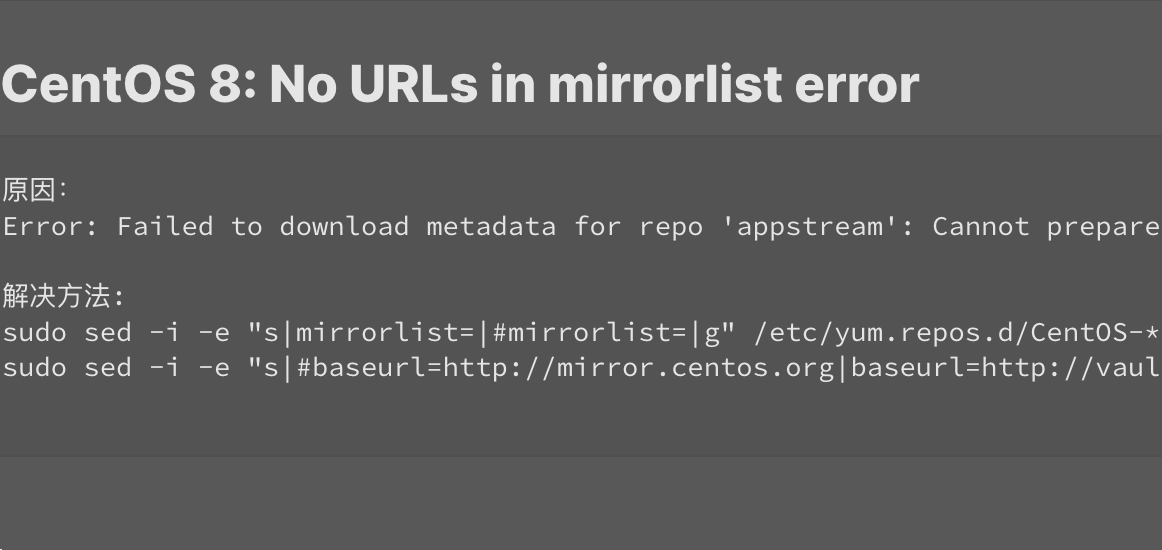 CentOS 8: No URLs in mirrorlist error
原因:
Error: Failed to download metadata for repo 'appstream': Cannot prepare
解决方法:
sudo sed -i -e "s|mirrorlist=|#mirrorlist=|g" /etc/yum.repos.d/CentOS-*
sudo sed -i -e "s|#baseurl=http://mirror.centos.org|baseurl=http://vaul